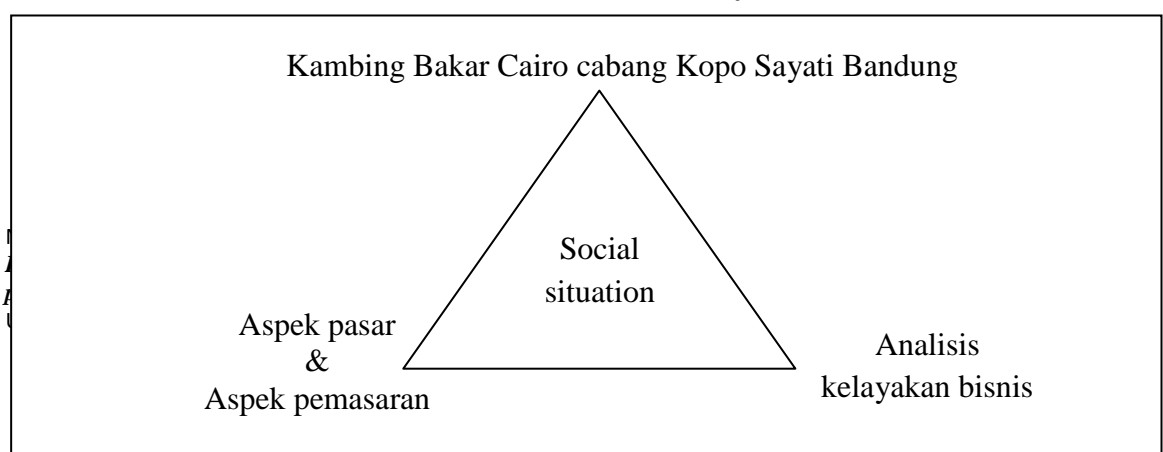 Kambing Bakar Cairo cabang Kopo Sayati Bandung
Social
situation
Aspek pasar
&
Aspek pemasaran
Analisis
kelayakan bisnis